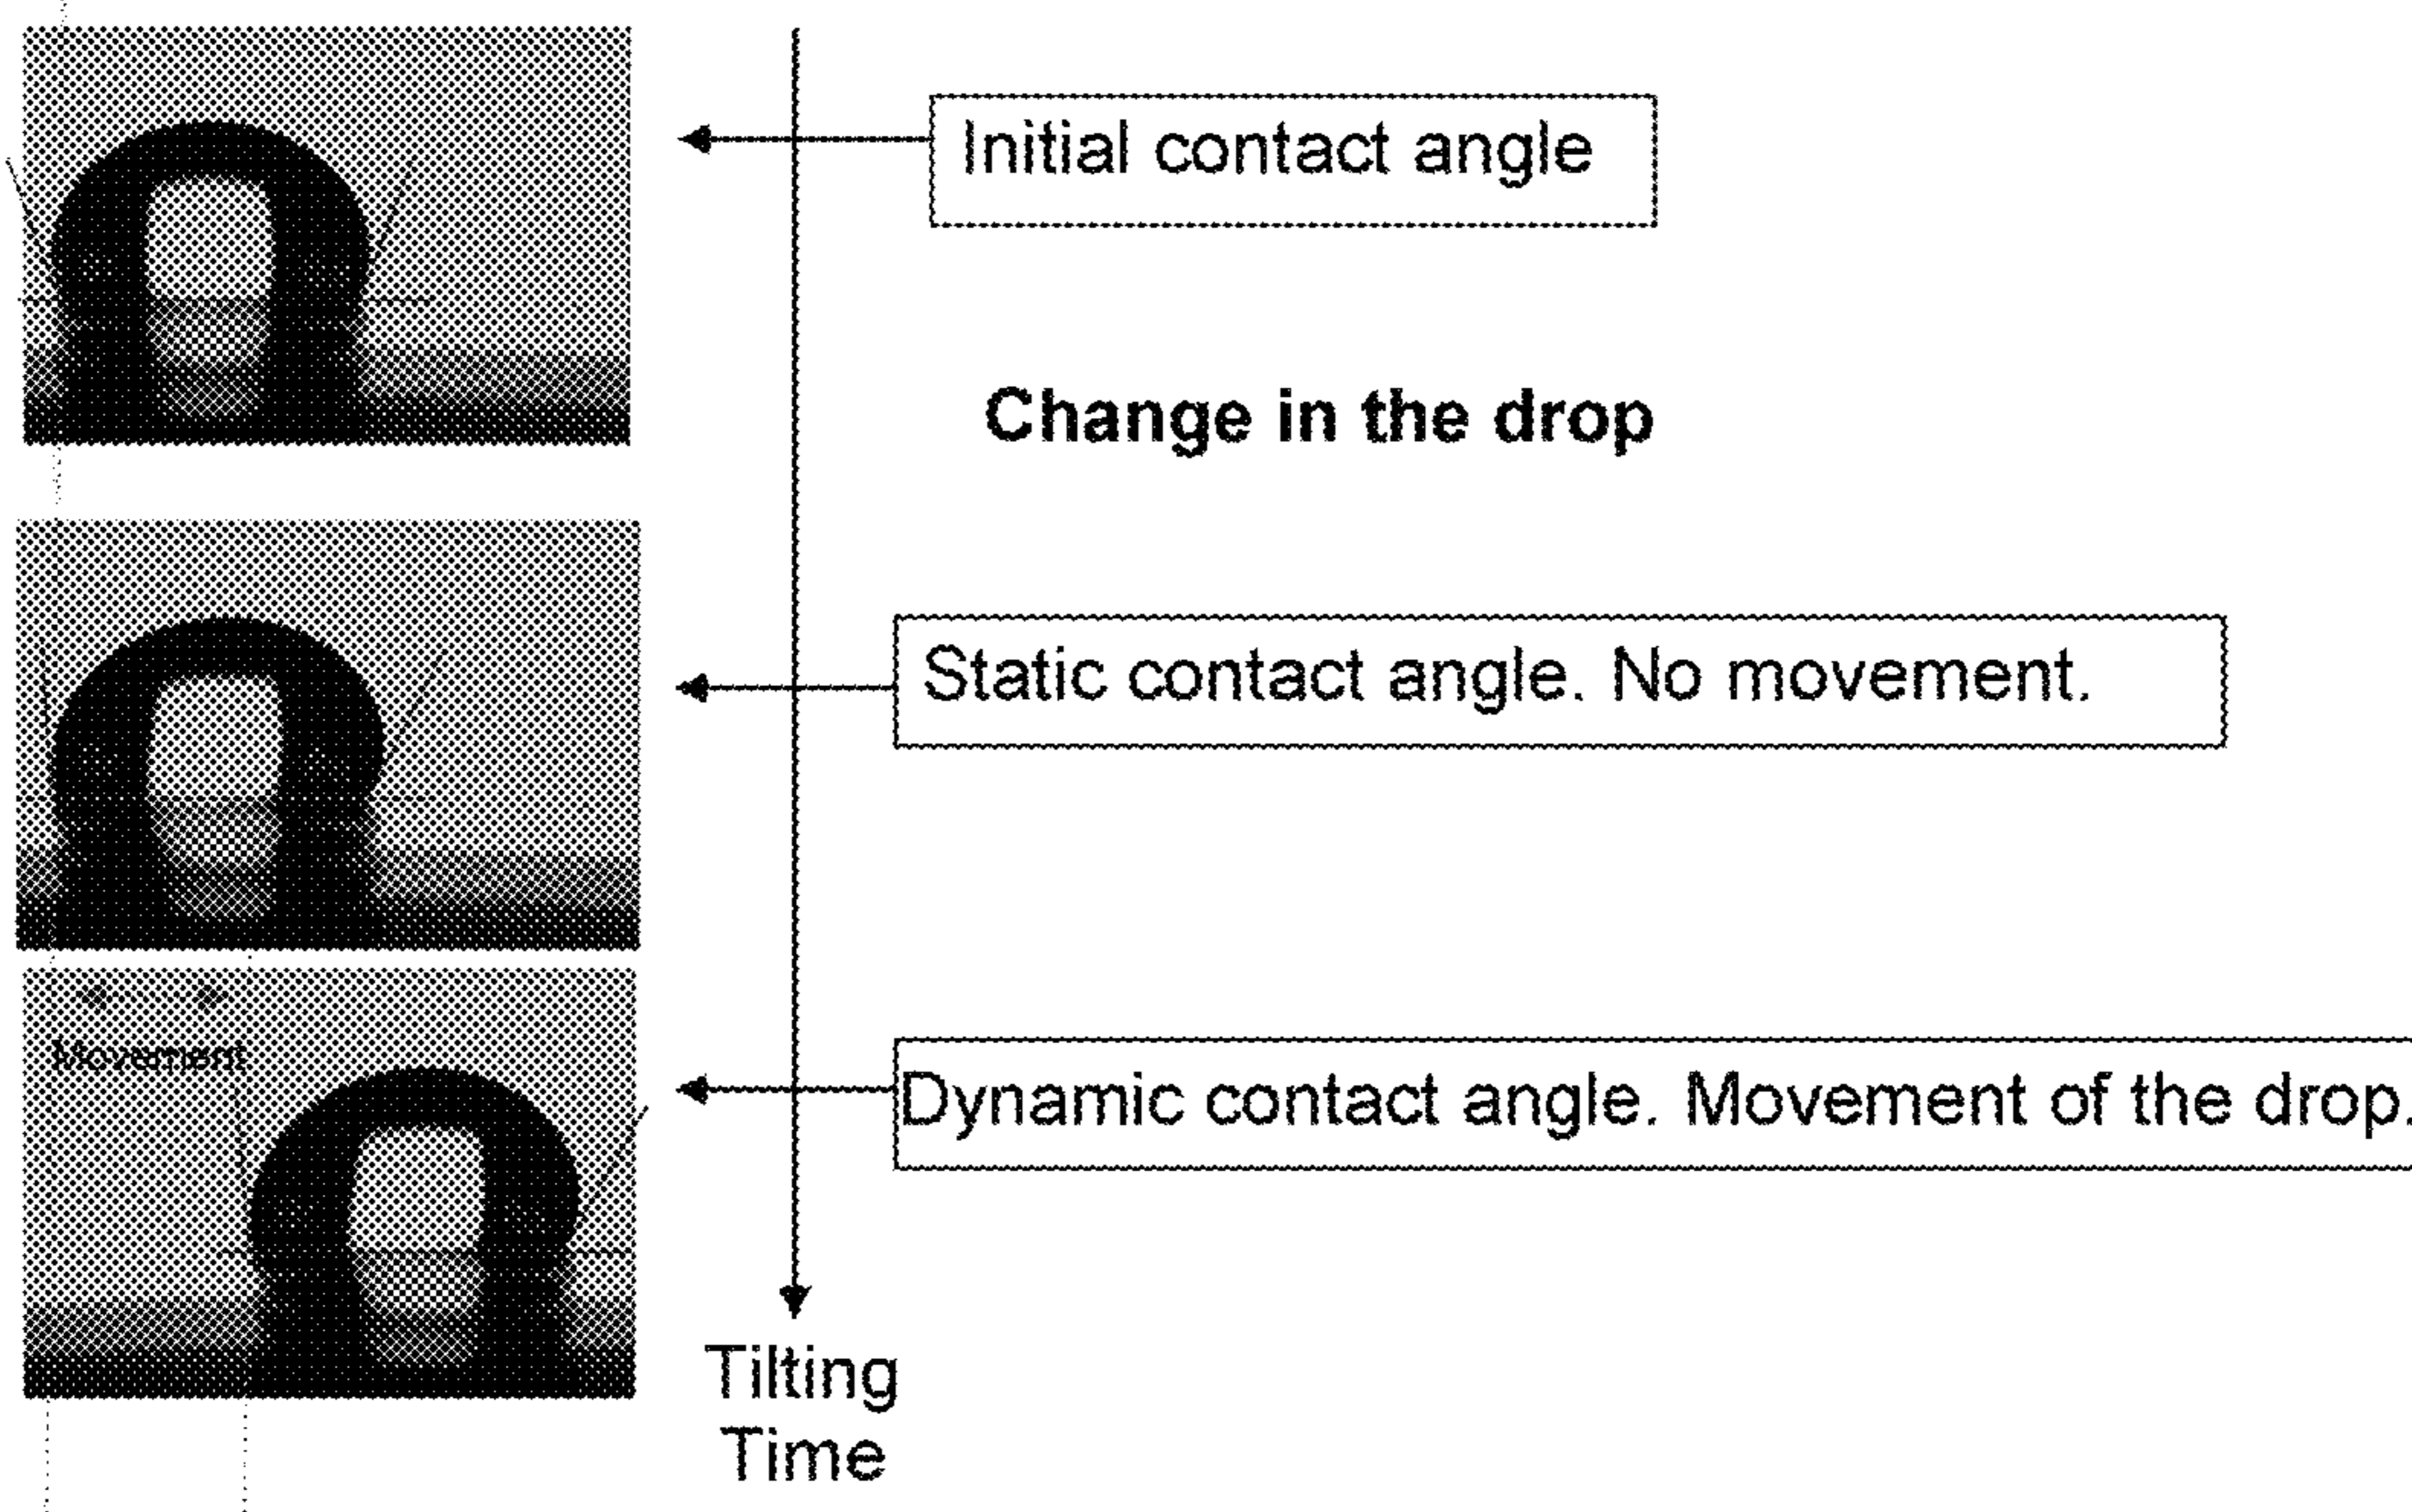 Initial contact angle
Change in the drop
Static contact angle. No movement.
Movement
Dynamic contact angle. Movement of the drop.
Tilting
Time